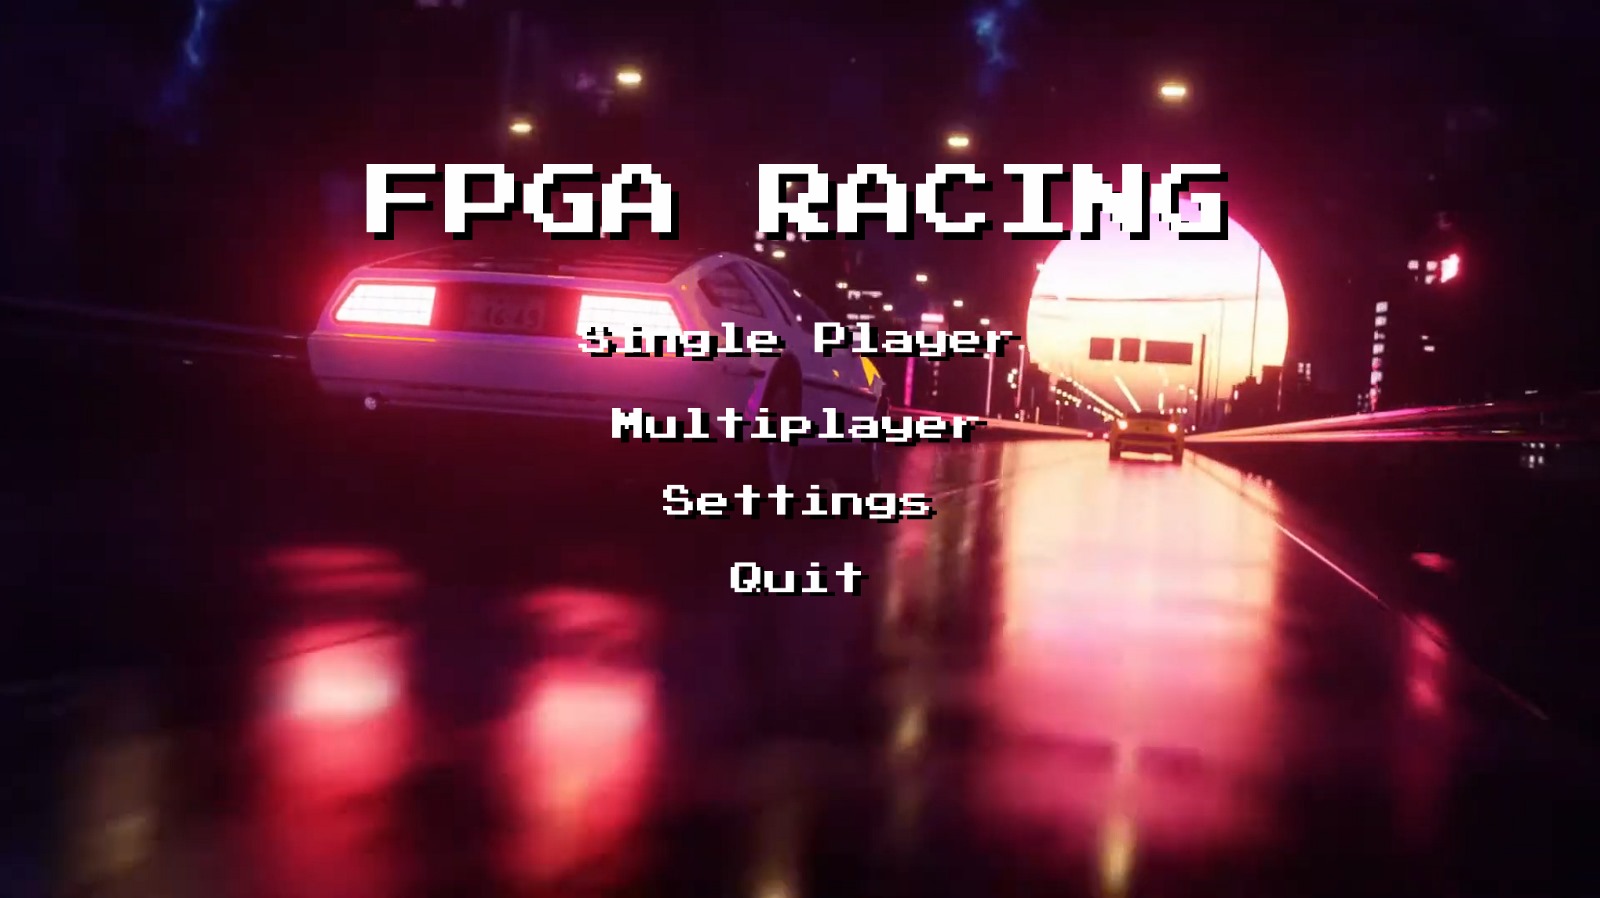 FPGA RACING
Single Player
Multiplayer
Settings
Quit